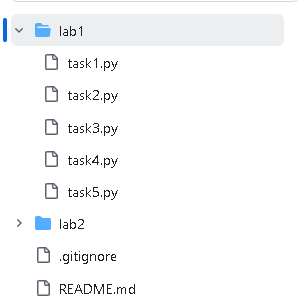 lab1
task1.py
task2.py
task3.py
task4.py
task5.py
lab2
.gitignore
README.md